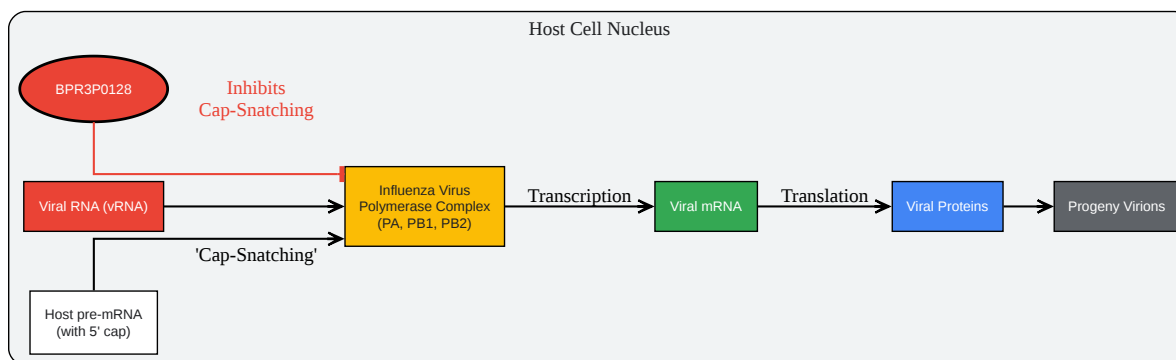 Host Cell Nucleus
BPR3P0128
Inhibits
Cap-Snatching
Viral RNA (vRNA)
Influenza Virus
Polymerase Complex
(PA, PB1, PB2)
Transcription
Viral mRNA
Translation
Viral Proteins
Progeny Virions
'Cap-Snatching'
Host pre-mRNA
(with 5' cap)